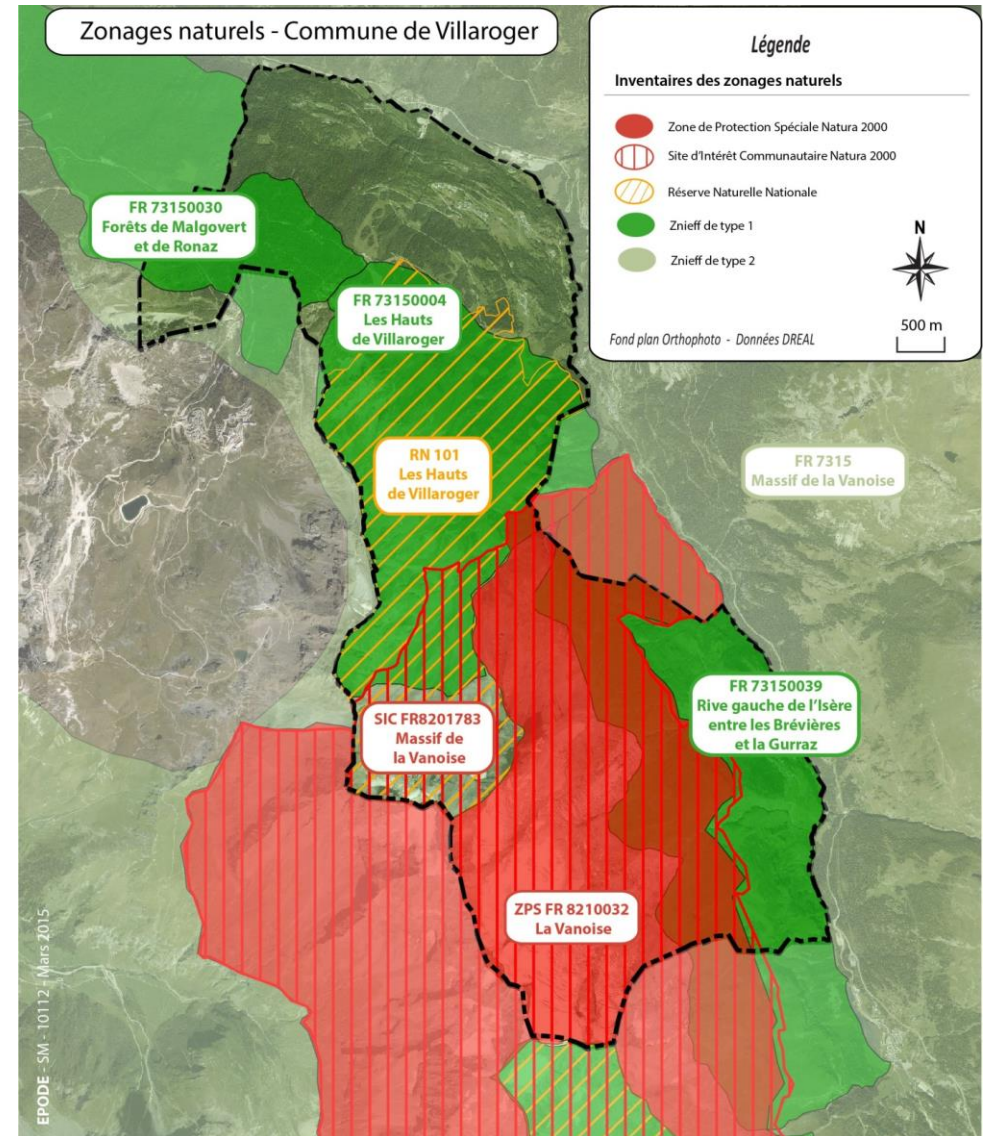 Zonages naturels - Commune de Villaroger
Légende
Inventaires des zonages naturels
Zone de Protection Spéciale Natura 2000
Site d'Intérêt Communautaire Natura 2000
Réserve Naturelle Nationale
Znieff de type 1
Znieff de type 2
N
500 m
Fond plan Orthophoto - Données DREAL
FR 73150030
Forêts de Malgovert
et de Ronaz
FR 73150004
Les Hauts
de Villaroger
RN 101
Les Hauts
de Villaroger
FR 7315
Massif de la Vanoise
FR 73150039
Rive gauche de l'Isère
entre les Brévières
et la Gurraz
SIC FR8201783
Massif de
la Vanoise
ZPS FR 8210032
La Vanoise
EPODE - SM - 10112 - Mars 2015